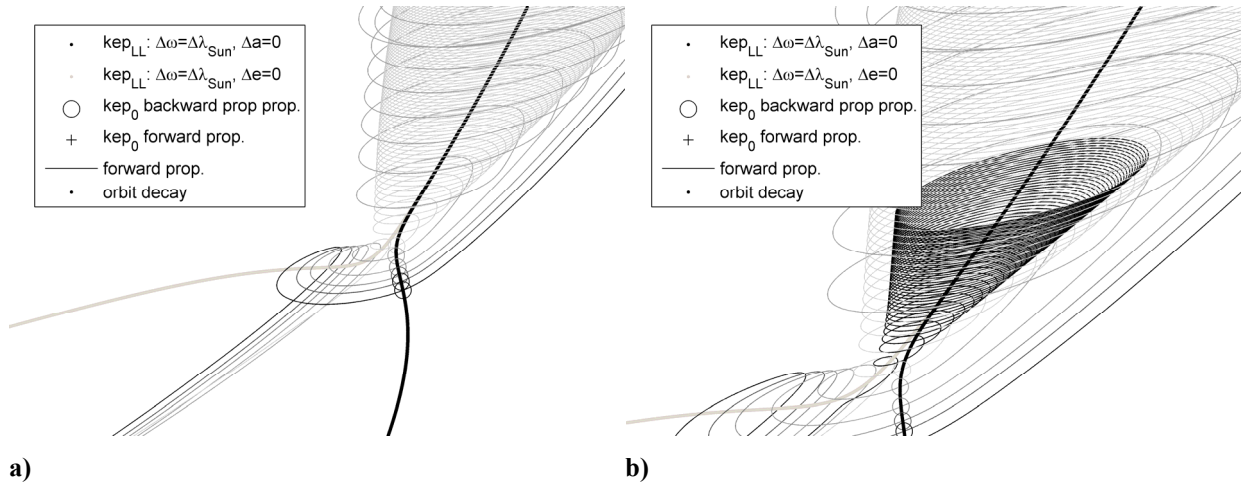 kep_LL: Δω=Δλ_Sun, Δa=0
kep_LL: Δω=Δλ_Sun, Δe=0
kep_0 backward prop prop.
kep_0 forward prop.
forward prop.
orbit decay
a)
kep_LL: Δω=Δλ_Sun, Δa=0
kep_LL: Δω=Δλ_Sun, Δe=0
kep_0 backward prop prop.
kep_0 forward prop.
forward prop.
orbit decay
b)